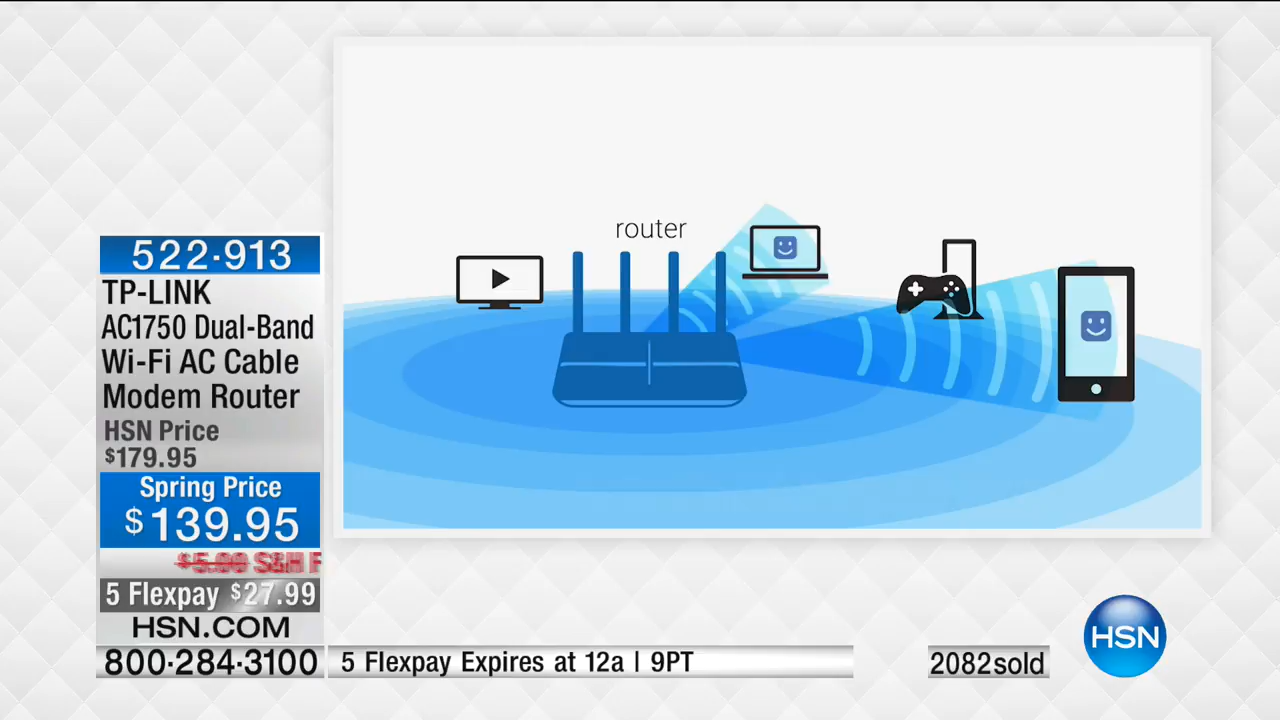 router
522·913
TP-LINK
AC1750 Dual-Band
Wi-Fi AC Cable
Modem Router
HSN Price
$179.95
Spring Price
$139.95
$5.00 S&H F
5 Flexpay $27.99
HSN.COM
800·284·3100
5 Flexpay Expires at 12a | 9PT
2082sold
HSN